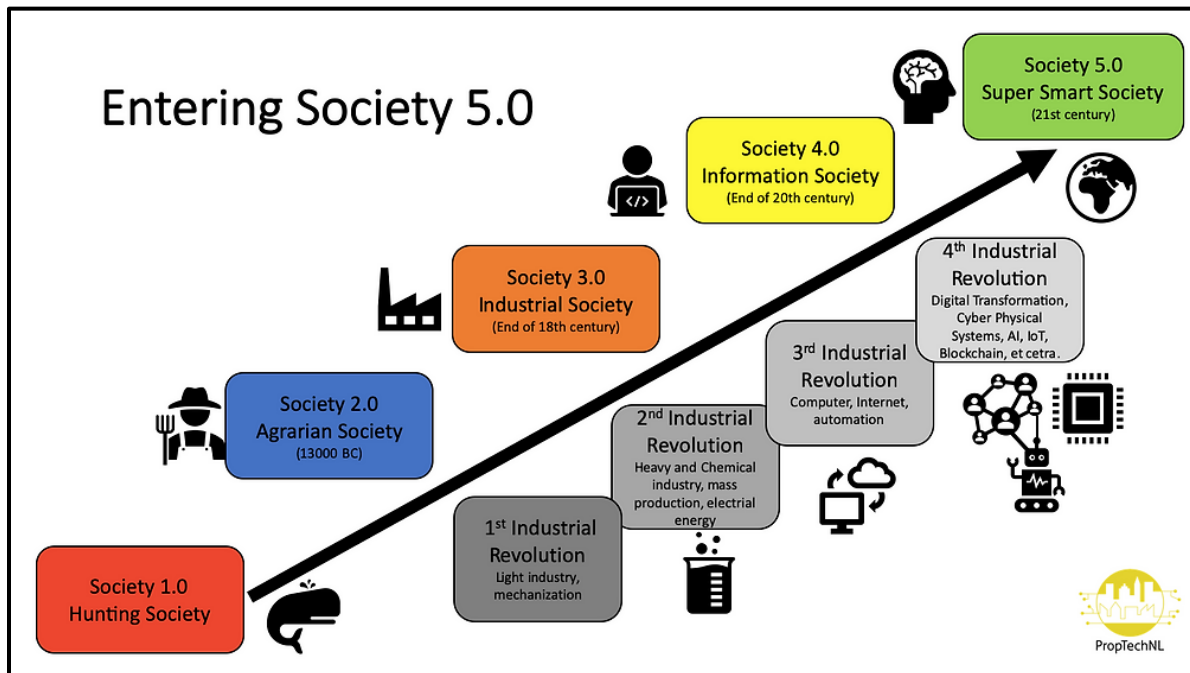 Entering Society 5.0
Society 5.0
Super Smart Society
(21st century)
Society 4.0
Information Society
(End of 20th century)
</>
Society 3.0
Industrial Society
(End of 18th century)
Society 2.0
Agrarian Society
(13000 BC)
Society 1.0
Hunting Society
1st Industrial
Revolution
Light industry,
mechanization
2nd Industrial
Revolution
Heavy and Chemical
industry, mass
production, electrial
energy
3rd Industrial
Revolution
Computer, Internet,
automation
4th Industrial
Revolution
Digital Transformation,
Cyber Physical
Systems, AI, IoT,
Blockchain, et cetra.
PropTechNL